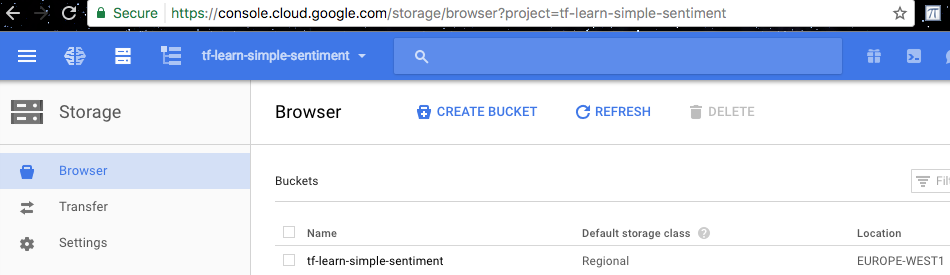 Secure https://console.cloud.google.com/storage/browser?project=tf-learn-simple-sentiment
tf-learn-simple-sentiment
Storage
Browser CREATE BUCKET REFRESH DELETE
Browser
Transfer
Settings
Buckets
Name Default storage class Location
tf-learn-simple-sentiment Regional EUROPE-WEST1